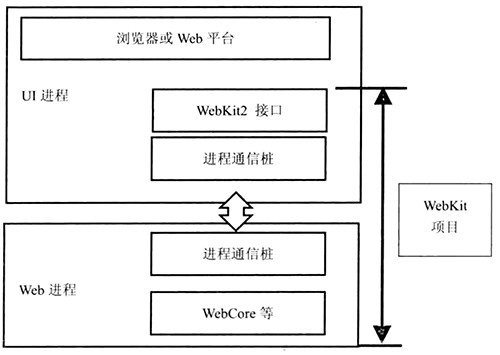 浏览器或 Web 平台
UI 进程
WebKit2 接口
进程通信桩
WebKit
项目
进程通信桩
Web 进程
WebCore 等